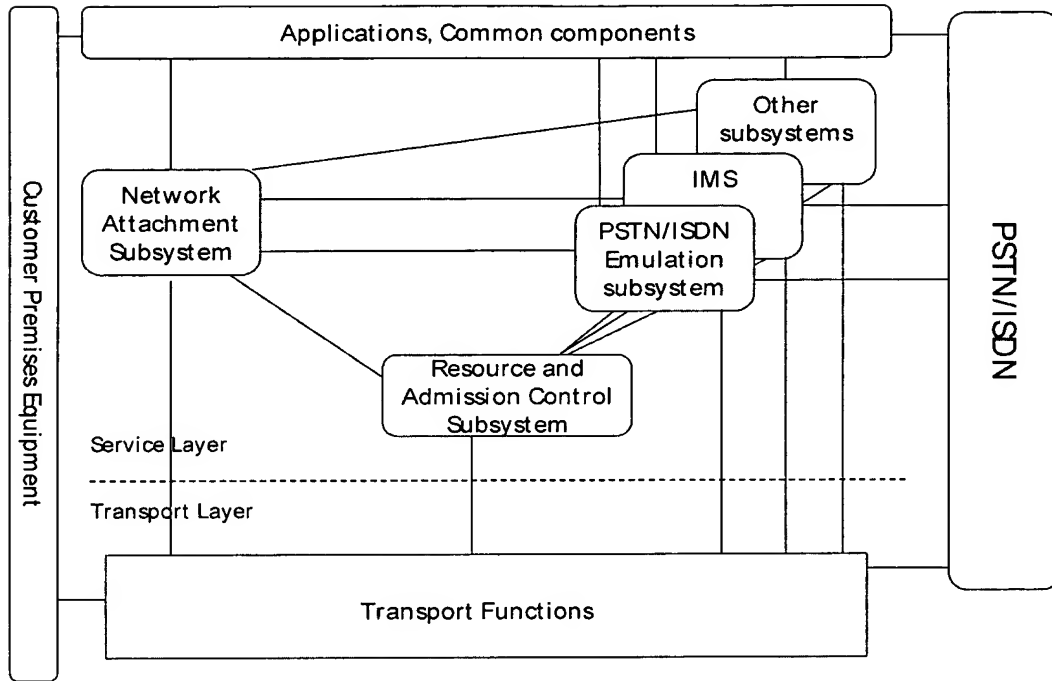 Applications, Common components
Other
subsystems
IMS
Network
Attachment
Subsystem
PSTN/ISDN
Emulation
subsystem
Resource and
Admission Control
Subsystem
Service Layer
Transport Layer
Transport Functions
Customer Premises Equipment
PSTN/ISDN